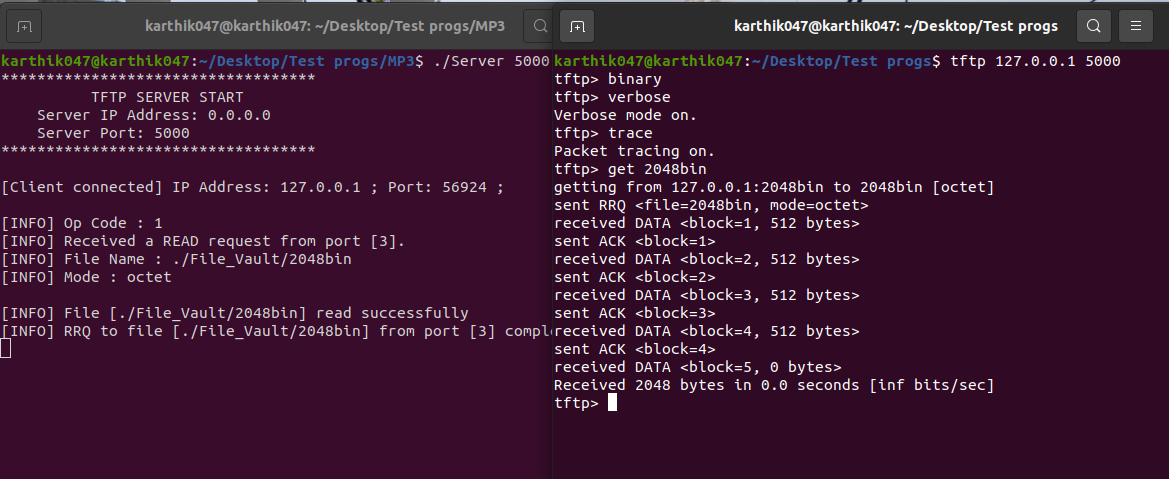 karthik047@karthik047: ~/Desktop/Test progs/MP3
karthik047@karthik047:~/Desktop/Test progs/MP3$ ./Server 5000
***********************************
TFTP SERVER START
Server IP Address: 0.0.0.0
Server Port: 5000
***********************************
[Client connected] IP Address: 127.0.0.1 ; Port: 56924 ;
[INFO] Op Code : 1
[INFO] Received a READ request from port [3].
[INFO] File Name : ./File_Vault/2048bin
[INFO] Mode : octet
[INFO] File [./File_Vault/2048bin] read successfully
[INFO] RRQ to file [./File_Vault/2048bin] from port [3] comple
karthik047@karthik047: ~/Desktop/Test progs
karthik047@karthik047:~/Desktop/Test progs$ tftp 127.0.0.1 5000
tftp> binary
tftp> verbose
Verbose mode on.
tftp> trace
Packet tracing on.
tftp> get 2048bin
getting from 127.0.0.1:2048bin to 2048bin [octet]
sent RRQ <file=2048bin, mode=octet>
received DATA <block=1, 512 bytes>
sent ACK <block=1>
received DATA <block=2, 512 bytes>
sent ACK <block=2>
received DATA <block=3, 512 bytes>
sent ACK <block=3>
received DATA <block=4, 512 bytes>
sent ACK <block=4>
received DATA <block=5, 0 bytes>
Received 2048 bytes in 0.0 seconds [inf bits/sec]
tftp>